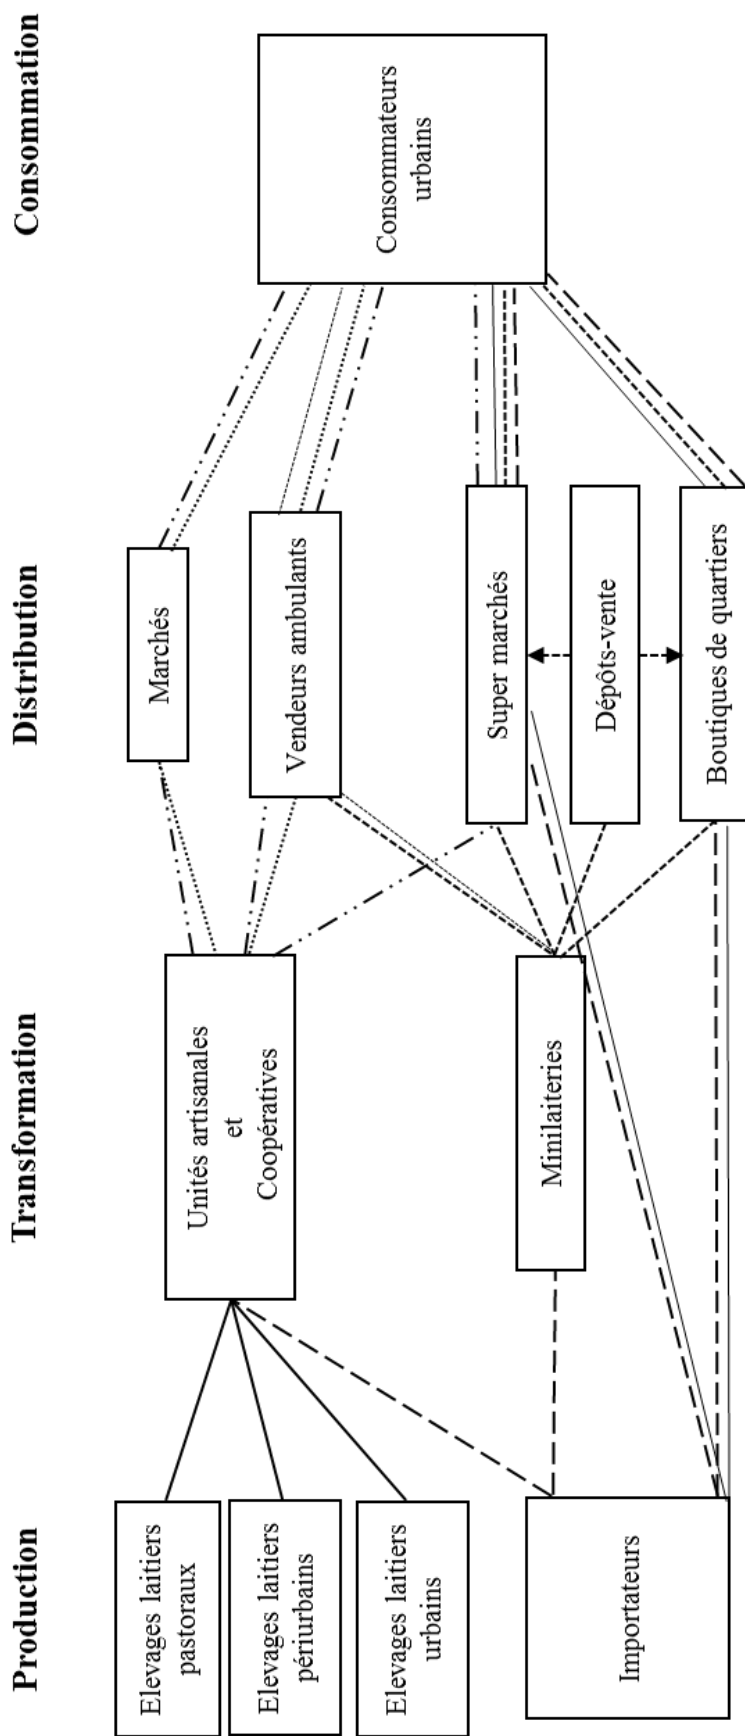 Production
Transformation
Distribution
Consommation
Elevages laitiers
pastoraux
Elevages laitiers
périurbains
Elevages laitiers
urbains
Importateurs
Unités artisanales
et
Coopératives
Minilaiteries
Marchés
Vendeurs ambulants
Super marchés
Dépôts-vente
Boutiques de quartiers
Consommateurs
urbains